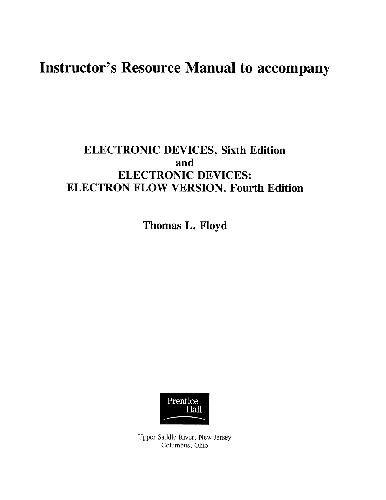 Instructor's Resource Manual to accompany
ELECTRONIC DEVICES, Sixth Edition
and
ELECTRONIC DEVICES:
ELECTRON FLOW VERSION, Fourth Edition
Thomas L. Floyd
Prentice
Hall
Upper Saddle River, New Jersey
Columbus, Ohio